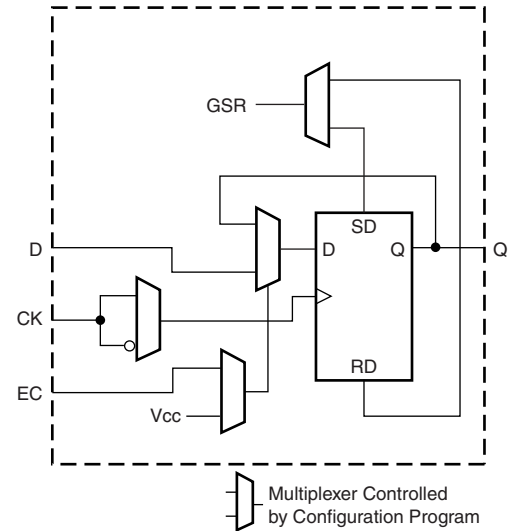 GSR
SD
D
D
Q
Q
CK
RD
EC
Vcc
Multiplexer Controlled
by Configuration Program